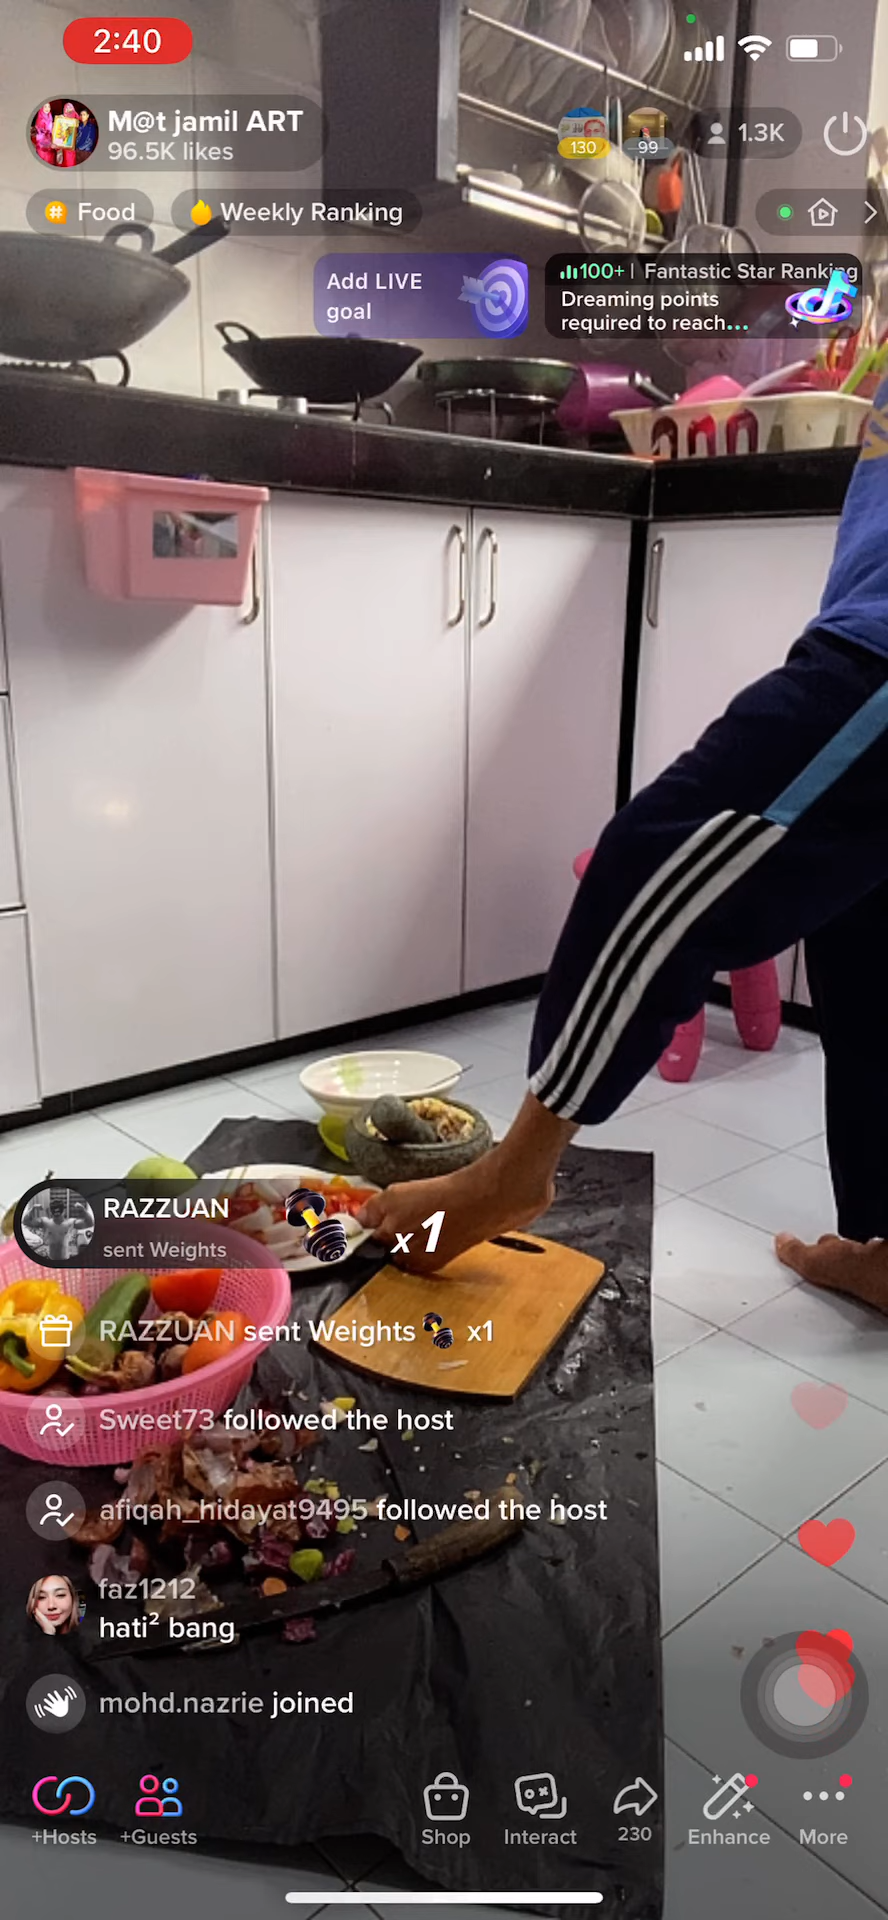 2:40
M@t jamil ART
96.5K likes
130
99
1.3K
Food
Weekly Ranking
Add LIVE
goal
100+ | Fantastic Star Ranking
Dreaming points
required to reach...
RAZZUAN
sent Weights
x1
RAZZUAN sent Weights x1
Sweet73 followed the host
afiqah_hidayat9495 followed the host
faz1212
hati² bang
mohd.nazrie joined
+Hosts
+Guests
Shop
Interact
230
Enhance
More